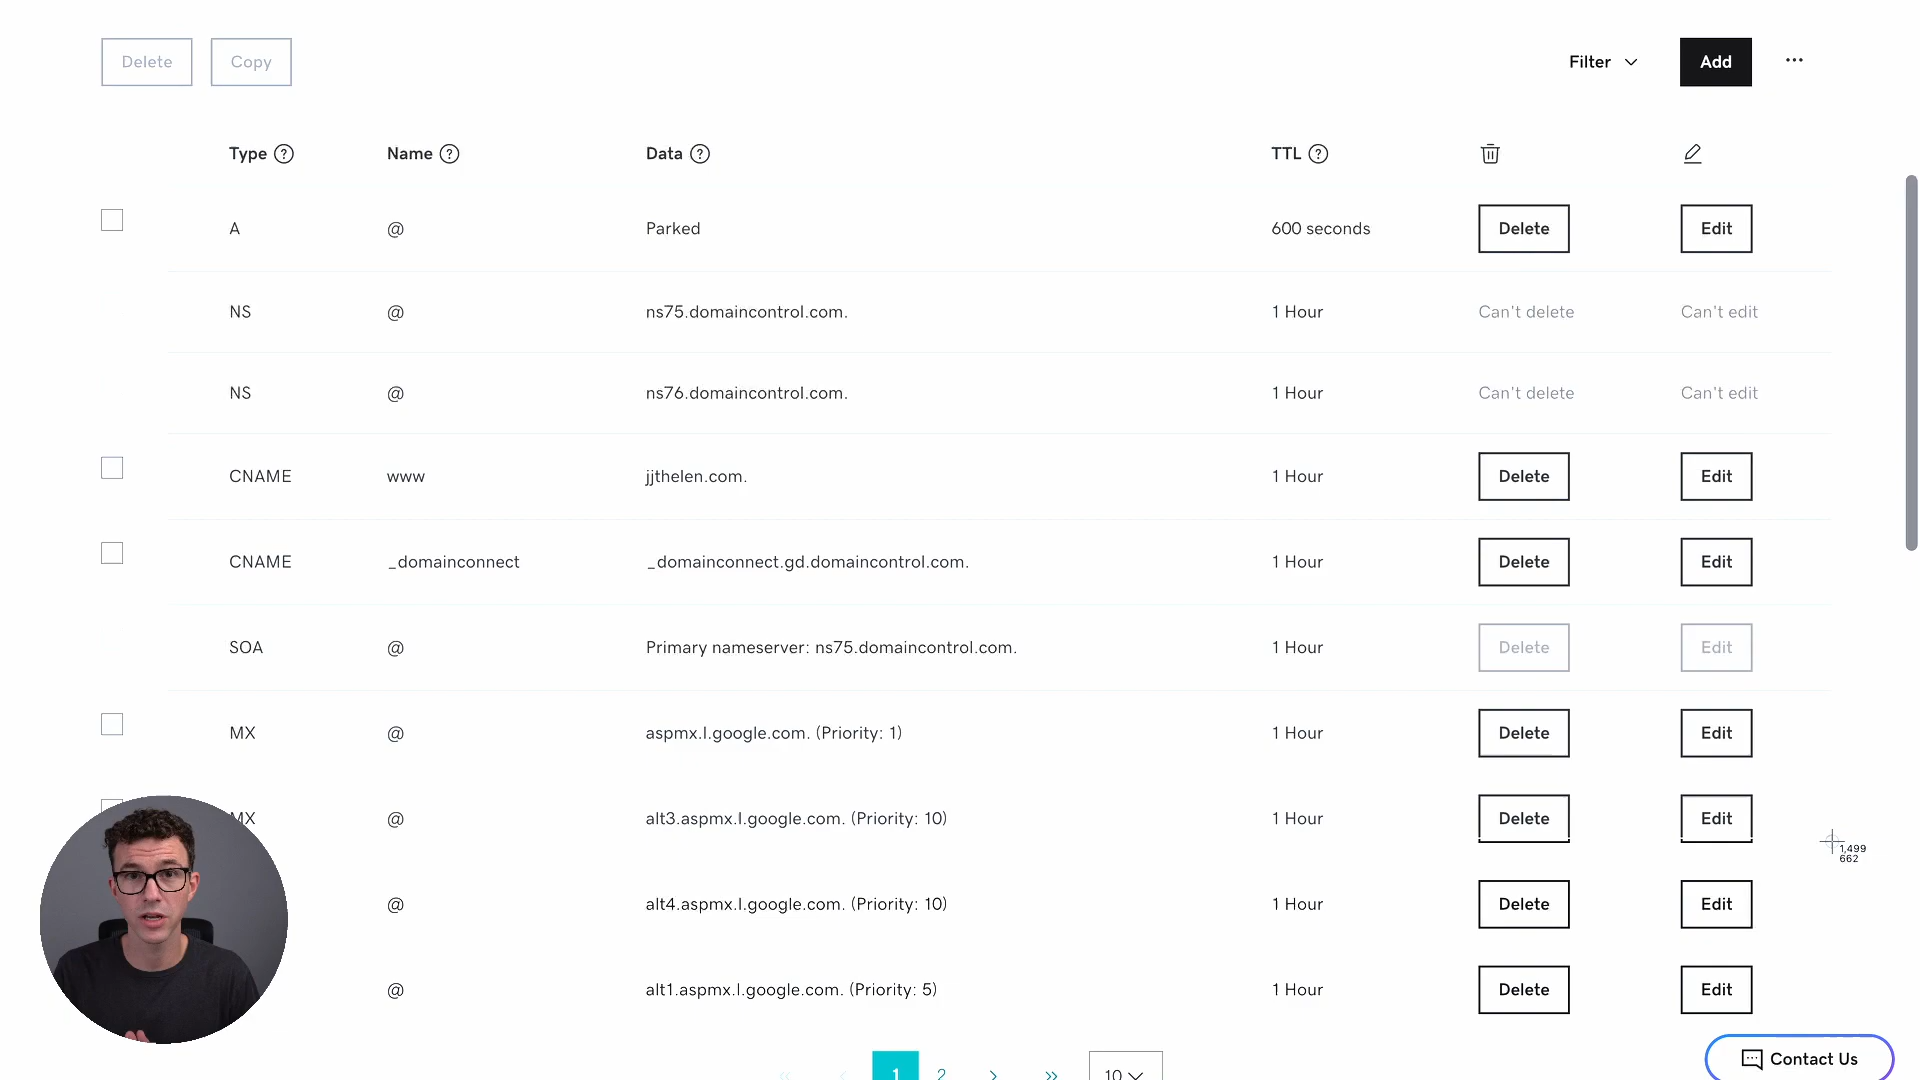 Delete Copy Filter Add
Type Name Data TTL
A @ Parked 600 seconds Delete Edit
NS @ ns75.domaincontrol.com. 1 Hour Can't delete Can't edit
NS @ ns76.domaincontrol.com. 1 Hour Can't delete Can't edit
CNAME www jjthelen.com. 1 Hour Delete Edit
CNAME _domainconnect _domainconnect.gd.domaincontrol.com. 1 Hour Delete Edit
SOA @ Primary nameserver: ns75.domaincontrol.com. 1 Hour Delete Edit
MX @ aspmx.l.google.com. (Priority: 1) 1 Hour Delete Edit
MX @ alt3.aspmx.l.google.com. (Priority: 10) 1 Hour Delete Edit
1,499
662
@ alt4.aspmx.l.google.com. (Priority: 10) 1 Hour Delete Edit
@ alt1.aspmx.l.google.com. (Priority: 5) 1 Hour Delete Edit
Contact Us
« ‹ 1 2 › » 10